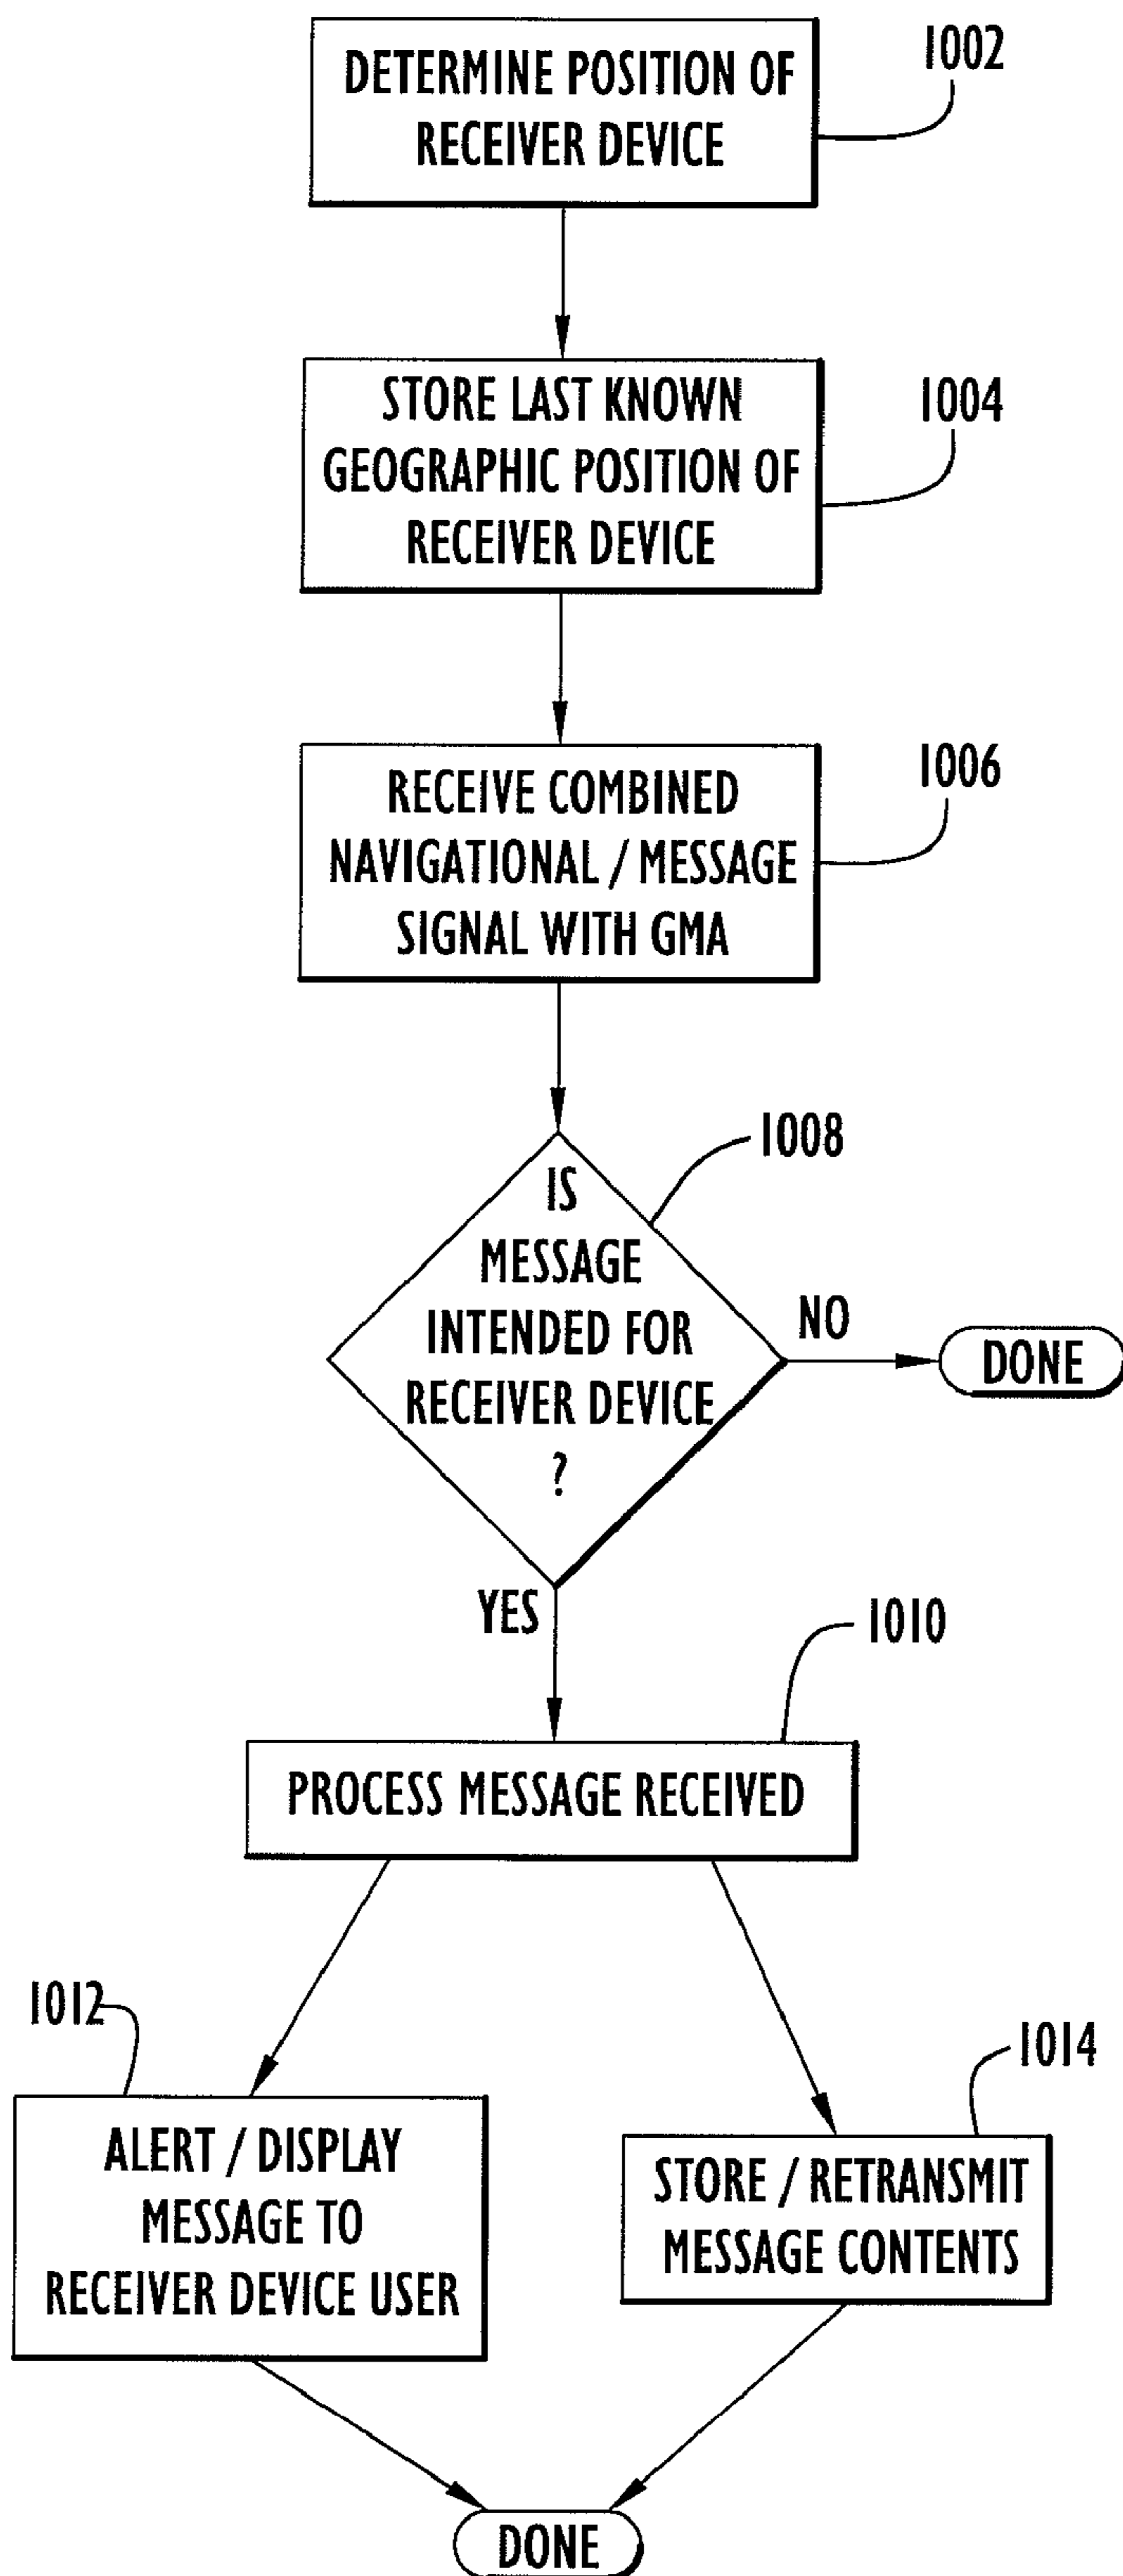 1002
DETERMINE POSITION OF
RECEIVER DEVICE
1004
STORE LAST KNOWN
GEOGRAPHIC POSITION OF
RECEIVER DEVICE
1006
RECEIVE COMBINED
NAVIGATIONAL / MESSAGE
SIGNAL WITH GMA
1008
IS
MESSAGE
INTENDED FOR
RECEIVER DEVICE
?
NO
DONE
YES
1010
PROCESS MESSAGE RECEIVED
1012
ALERT / DISPLAY
MESSAGE TO
RECEIVER DEVICE USER
1014
STORE / RETRANSMIT
MESSAGE CONTENTS
DONE